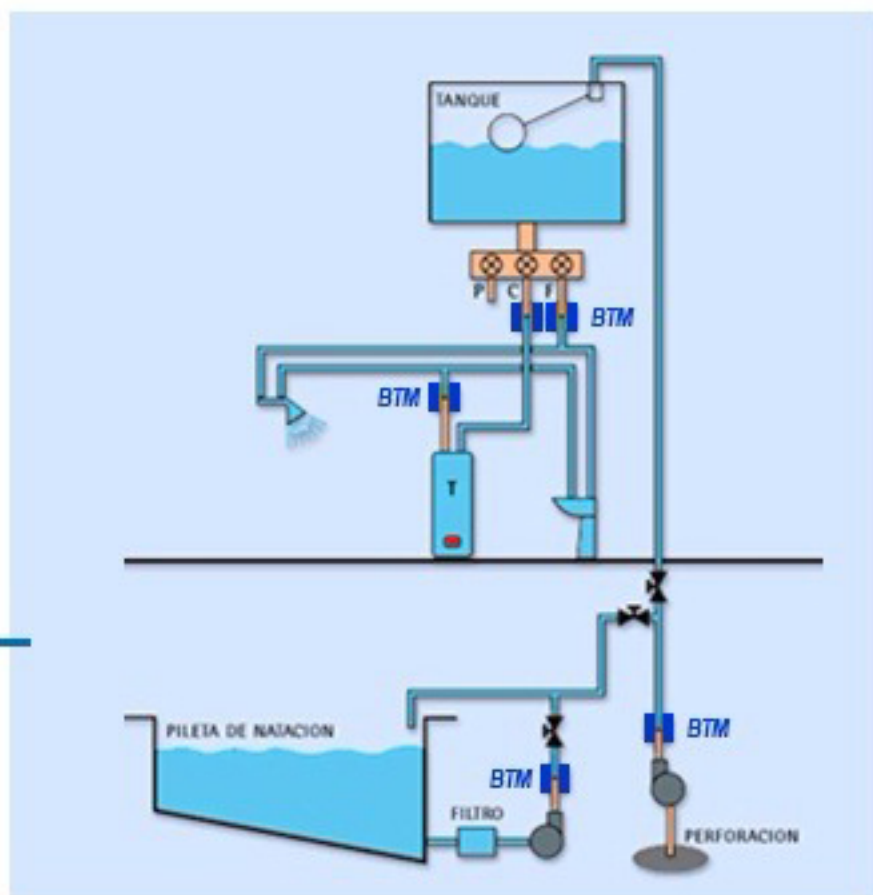 TANQUE
P C F
BTM
BTM
T
PILETA DE NATACION
BTM
BTM
FILTRO
PERFORACION